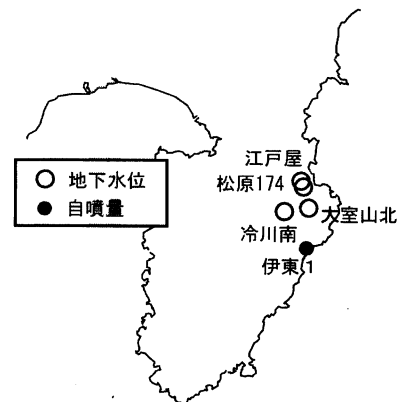 江戸屋
松原174
地下水位
自噴量
大室山北
冷川南
伊東1